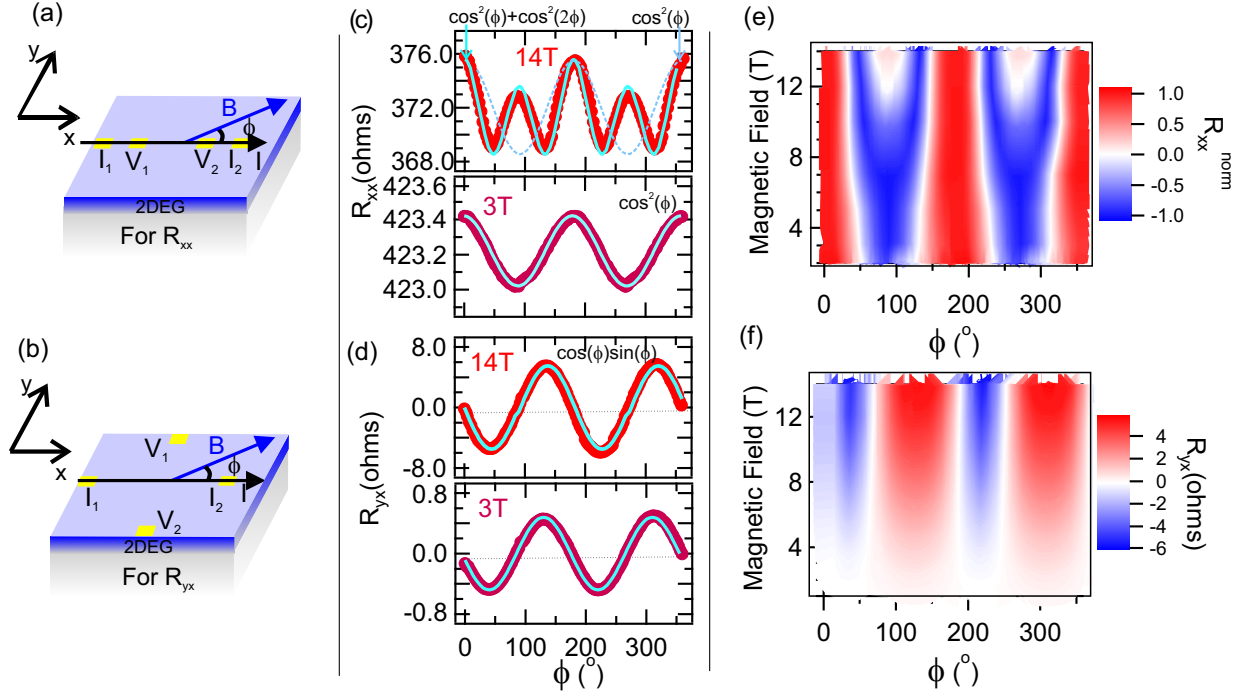 (a)
y
x
B
ϕ
I₁
V₁
V₂
I₂
I
2DEG
For Rₓₓ
(b)
y
x
V₁
B
ϕ
I₁
I₂
I
V₂
2DEG
For R_yx
(c)
cos²(ϕ)+cos²(2ϕ)
cos²(ϕ)
14T
376.0
372.0
368.0
Rₓₓ(ohms)
423.6
3T
cos²(ϕ)
423.4
423.2
423.0
(d)
8.0
14T
cos(ϕ)sin(ϕ)
0.0
-8.0
R_yx(ohms)
0.8
3T
0.0
-0.8
0 100 200 300
ϕ (°)
(e)
Magnetic Field (T)
12
8
4
0 100 200 300
ϕ (°)
1.0
0.5
0.0
-0.5
-1.0
Rₓₓ^norm
(f)
Magnetic Field (T)
12
8
4
0 100 200 300
ϕ (°)
4
2
0
-2
-4
-6
R_yx(ohms)